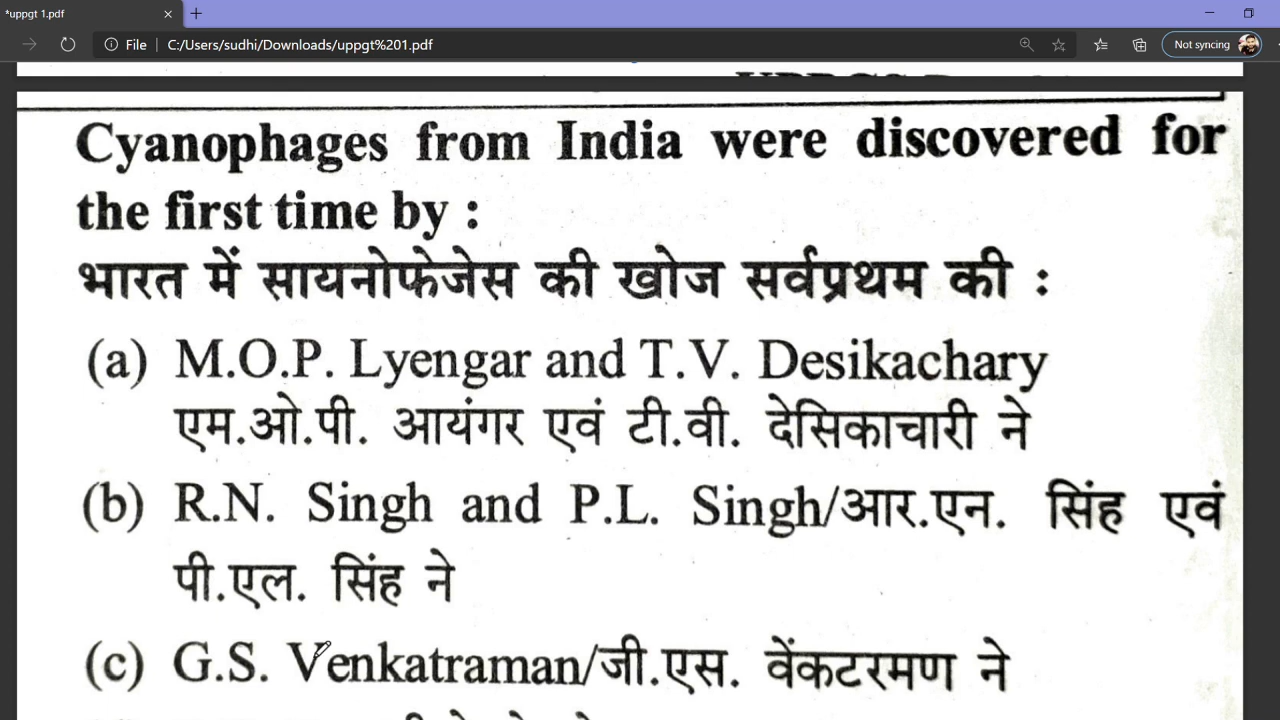 *uppgt 1.pdf
File
C:/Users/sudhi/Downloads/uppgt%201.pdf
Not syncing
Cyanophages from India were discovered for
the first time by :
भारत में सायनोफेजेस की खोज सर्वप्रथम की :
(a) M.O.P. Lyengar and T.V. Desikachary
एम.ओ.पी. आयंगर एवं टी.वी. देसिकाचारी ने
(b) R.N. Singh and P.L. Singh/आर.एन. सिंह एवं
पी.एल. सिंह ने
(c) G.S. Venkatraman/जी.एस. वेंकटरमण ने